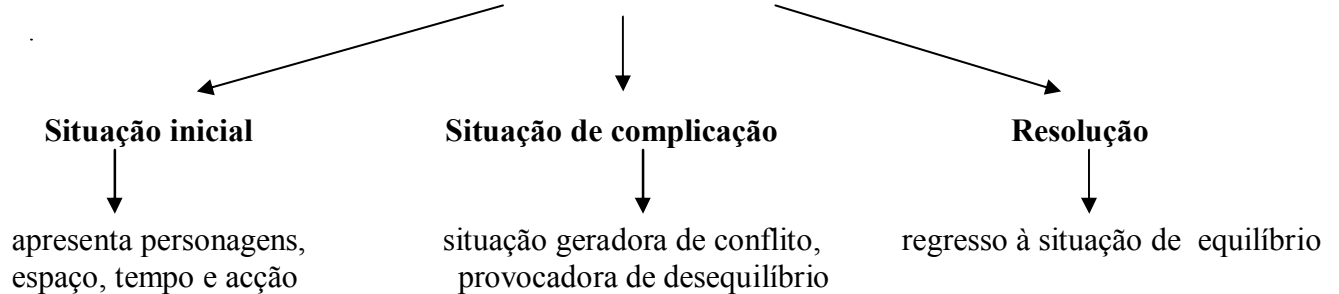 Situação inicial Situação de complicação Resolução
apresenta personagens, situação geradora de conflito, regresso à situação de equilíbrio
espaço, tempo e acção provocadora de desequilíbrio